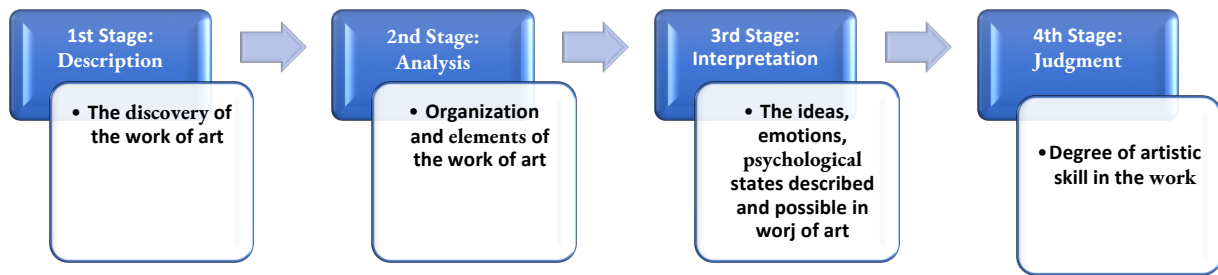 1st Stage:
Description
• The discovery of
the work of art
2nd Stage:
Analysis
• Organization
and elements of
the work of art
3rd Stage:
Interpretation
• The ideas,
emotions,
psychological
states described
and possible in
worj of art
4th Stage:
Judgment
•Degree of artistic
skill in the work